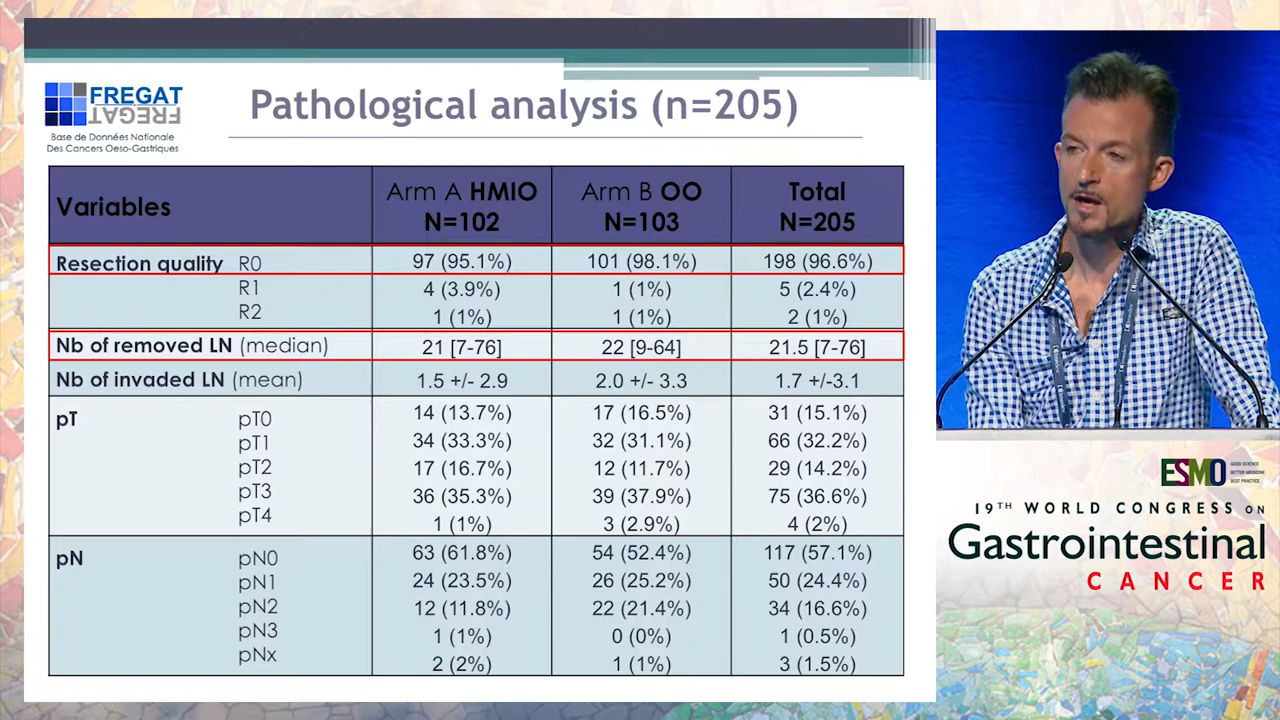 FREGAT
FREGAT
Base de Données Nationale
Des Cancers Oeso-Gastriques
Pathological analysis (n=205)
Variables Arm A HMIO N=102 Arm B OO N=103 Total N=205
Resection quality R0 97 (95.1%) 101 (98.1%) 198 (96.6%)
R1 4 (3.9%) 1 (1%) 5 (2.4%)
R2 1 (1%) 1 (1%) 2 (1%)
Nb of removed LN (median) 21 [7-76] 22 [9-64] 21.5 [7-76]
Nb of invaded LN (mean) 1.5 +/- 2.9 2.0 +/- 3.3 1.7 +/-3.1
pT pT0 14 (13.7%) 17 (16.5%) 31 (15.1%)
pT1 34 (33.3%) 32 (31.1%) 66 (32.2%)
pT2 17 (16.7%) 12 (11.7%) 29 (14.2%)
pT3 36 (35.3%) 39 (37.9%) 75 (36.6%)
pT4 1 (1%) 3 (2.9%) 4 (2%)
pN pN0 63 (61.8%) 54 (52.4%) 117 (57.1%)
pN1 24 (23.5%) 26 (25.2%) 50 (24.4%)
pN2 12 (11.8%) 22 (21.4%) 34 (16.6%)
pN3 1 (1%) 0 (0%) 1 (0.5%)
pNx 2 (2%) 1 (1%) 3 (1.5%)
ESMO
GOOD SCIENCE
BETTER MEDICINE
BEST PRACTICE
19TH WORLD CONGRESS ON
Gastrointestinal
CANCER